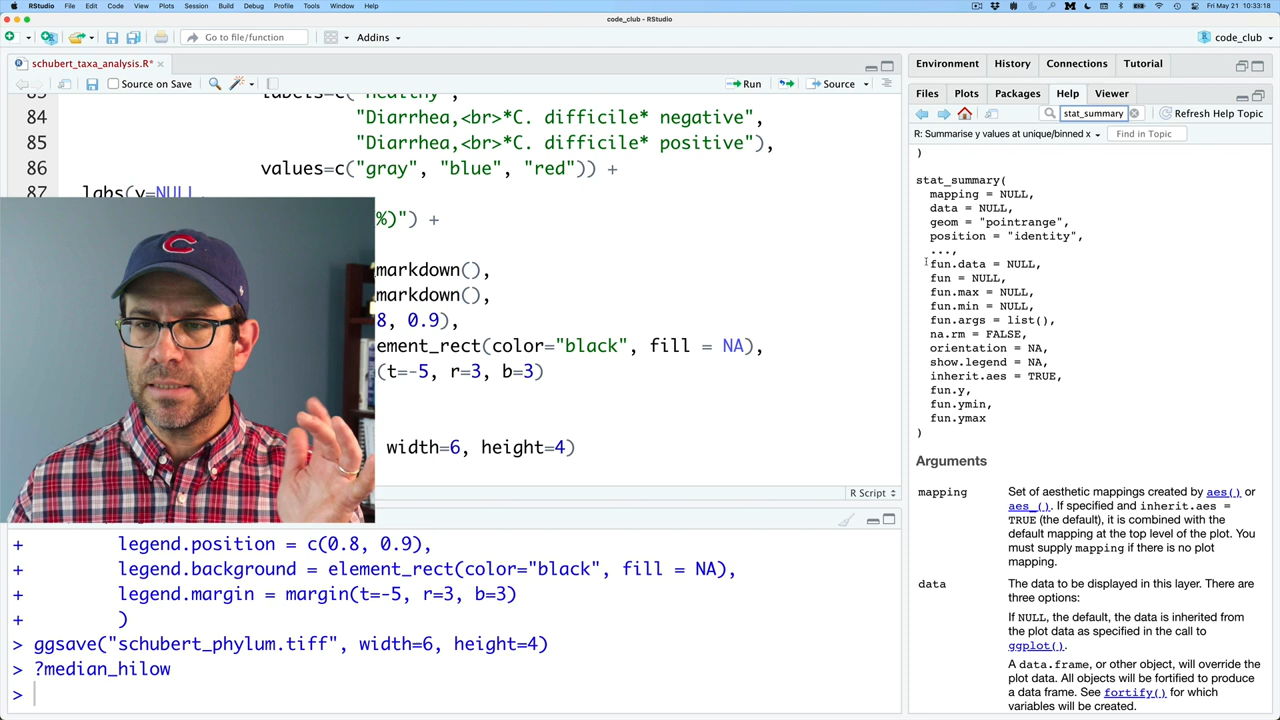 RStudio File Edit Code View Plots Session Build Debug Profile Tools Window Help
Fri May 21 10:33:18
code_club - RStudio
Go to file/function
Addins
code_club
schubert_taxa_analysis.R*
Source on Save
Run
Source
84 "Diarrhea,<br>*C. difficile* negative",
85 "Diarrhea,<br>*C. difficile* positive"),
86 values=c("gray", "blue", "red")) +
87 labs(y=NULL,
%)") +
markdown(),
markdown(),
8, 0.9),
ement_rect(color="black", fill = NA),
(t=-5, r=3, b=3)
width=6, height=4)
R Script
+ legend.position = c(0.8, 0.9),
+ legend.background = element_rect(color="black", fill = NA),
+ legend.margin = margin(t=-5, r=3, b=3)
+ )
> ggsave("schubert_phylum.tiff", width=6, height=4)
> ?median_hilow
>
Environment History Connections Tutorial
Files Plots Packages Help Viewer
stat_summary
Refresh Help Topic
R: Summarise y values at unique/binned x
Find in Topic
)
stat_summary(
mapping = NULL,
data = NULL,
geom = "pointrange",
position = "identity",
...,
fun.data = NULL,
fun = NULL,
fun.max = NULL,
fun.min = NULL,
fun.args = list(),
na.rm = FALSE,
orientation = NA,
show.legend = NA,
inherit.aes = TRUE,
fun.y,
fun.ymin,
fun.ymax
)
Arguments
mapping Set of aesthetic mappings created by aes() or
aes_(). If specified and inherit.aes =
TRUE (the default), it is combined with the
default mapping at the top level of the plot. You
must supply mapping if there is no plot
mapping.
data The data to be displayed in this layer. There are
three options:
If NULL, the default, the data is inherited from
the plot data as specified in the call to
ggplot().
A data.frame, or other object, will override the
plot data. All objects will be fortified to produce
a data frame. See fortify() for which
variables will be created.